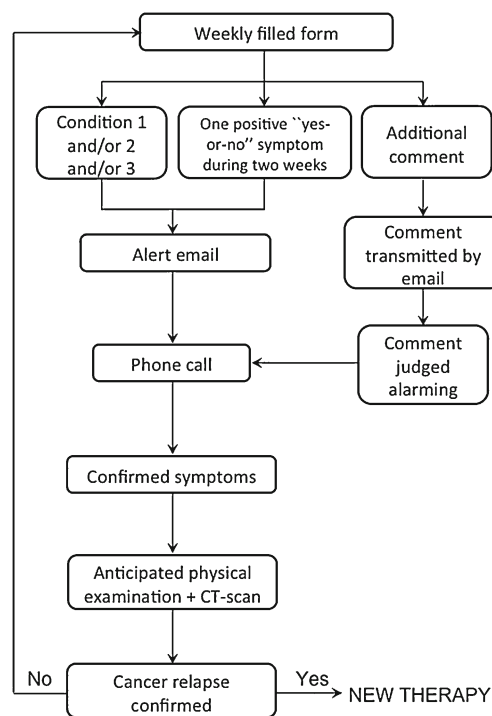 Weekly filled form
Condition 1
and/or 2
and/or 3
One positive ``yes-
or-no'' symptom
during two weeks
Additional
comment
Alert email
Comment
transmitted by
email
Phone call
Comment
judged
alarming
Confirmed symptoms
Anticipated physical
examination + CT-scan
No
Cancer relapse
confirmed
Yes
NEW THERAPY